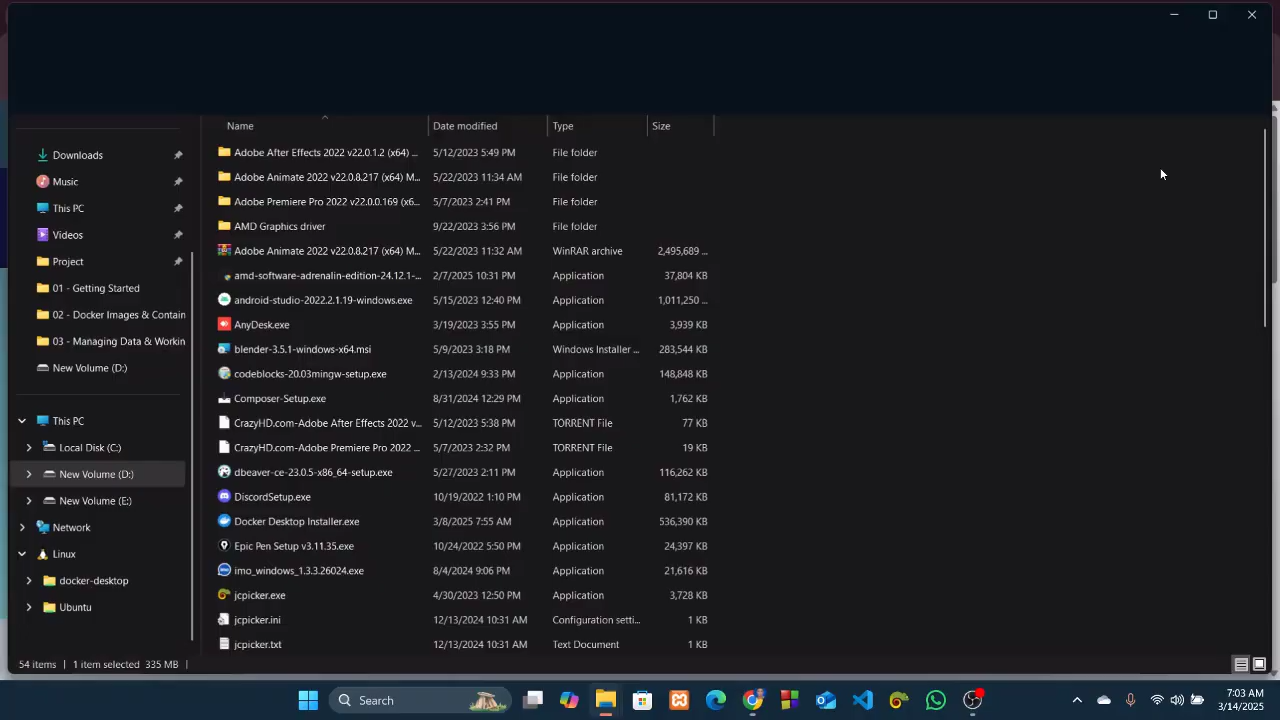 Name Date modified Type Size
Downloads
Music
This PC
Videos
Project
01 - Getting Started
02 - Docker Images & Contain
03 - Managing Data & Workin
New Volume (D:)
This PC
Local Disk (C:)
New Volume (D:)
New Volume (E:)
Network
Linux
docker-desktop
Ubuntu
Adobe After Effects 2022 v22.0.1.2 (x64) ... 5/12/2023 5:49 PM File folder
Adobe Animate 2022 v22.0.8.217 (x64) M... 5/22/2023 11:34 AM File folder
Adobe Premiere Pro 2022 v22.0.0.169 (x6... 5/7/2023 2:41 PM File folder
AMD Graphics driver 9/22/2023 3:56 PM File folder
Adobe Animate 2022 v22.0.8.217 (x64) M... 5/22/2023 11:32 AM WinRAR archive 2,495,689 ...
amd-software-adrenalin-edition-24.12.1-... 2/7/2025 10:31 PM Application 37,804 KB
android-studio-2022.2.1.19-windows.exe 5/15/2023 12:40 PM Application 1,011,250 ...
AnyDesk.exe 3/19/2023 3:55 PM Application 3,939 KB
blender-3.5.1-windows-x64.msi 5/9/2023 3:18 PM Windows Installer ... 283,544 KB
codeblocks-20.03mingw-setup.exe 2/13/2024 9:33 PM Application 148,848 KB
Composer-Setup.exe 8/31/2024 12:29 PM Application 1,762 KB
CrazyHD.com-Adobe After Effects 2022 v... 5/12/2023 5:38 PM TORRENT File 77 KB
CrazyHD.com-Adobe Premiere Pro 2022 ... 5/7/2023 2:32 PM TORRENT File 19 KB
dbeaver-ce-23.0.5-x86_64-setup.exe 5/27/2023 2:11 PM Application 116,262 KB
DiscordSetup.exe 10/19/2022 1:10 PM Application 81,172 KB
Docker Desktop Installer.exe 3/8/2025 7:55 AM Application 536,390 KB
Epic Pen Setup v3.11.35.exe 10/24/2022 5:50 PM Application 24,397 KB
imo_windows_1.3.3.26024.exe 8/4/2024 9:06 PM Application 21,616 KB
jcpicker.exe 4/30/2023 12:50 PM Application 3,728 KB
jcpicker.ini 12/13/2024 10:31 AM Configuration setti... 1 KB
jcpicker.txt 12/13/2024 10:31 AM Text Document 1 KB
54 items | 1 item selected 335 MB |
Search
7:03 AM
3/14/2025